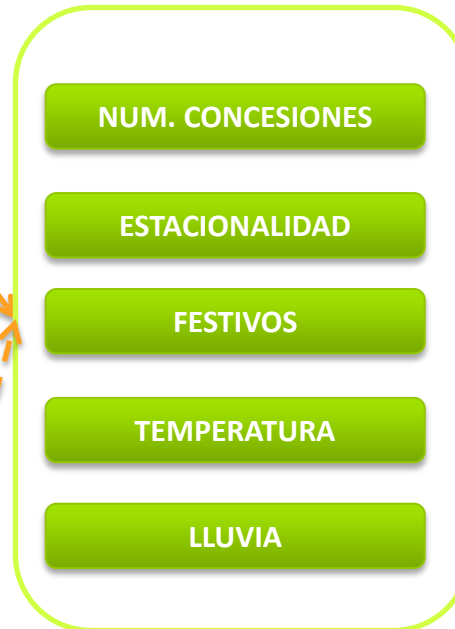 NUM. CONCESIONES
ESTACIONALIDAD
FESTIVOS
TEMPERATURA
LLUVIA